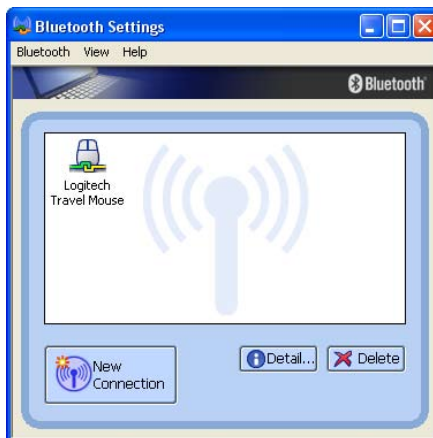 Bluetooth Settings
Bluetooth View Help
Bluetooth
Logitech
Travel Mouse
New
Connection
Detail...
Delete